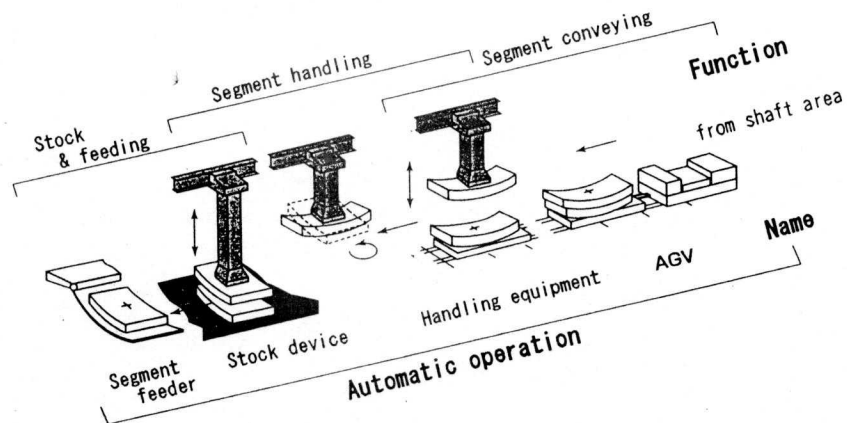 Function
Segment conveying
Segment handling
Stock
& feeding
from shaft area
Name
AGV
Handling equipment
Stock device
Segment
feeder
Automatic operation